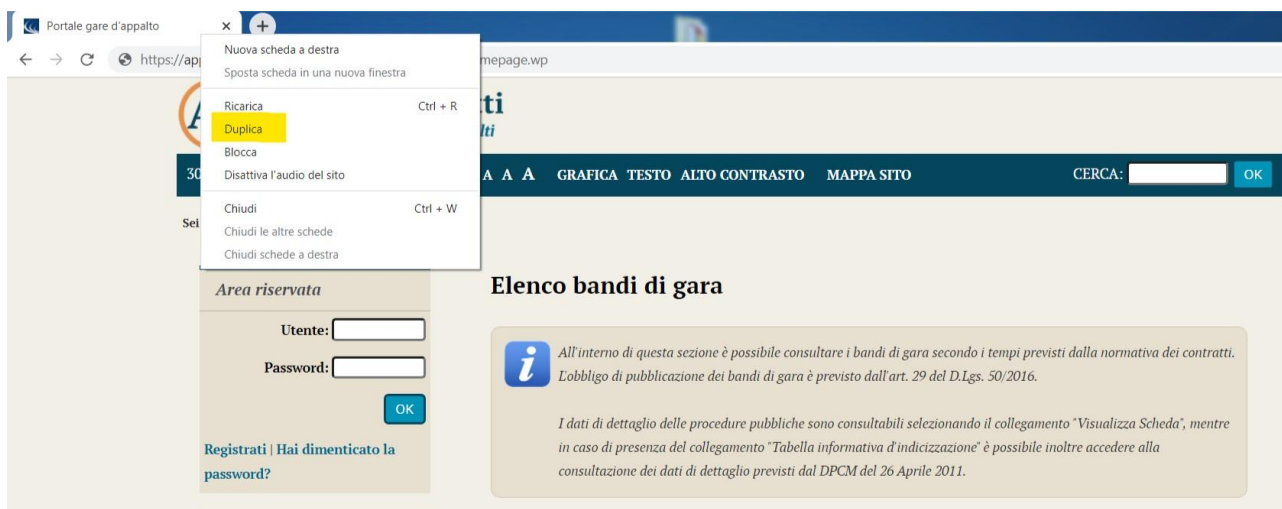 Portale gare d'appalto
Nuova scheda a destra
https://app
mepage.wp
Sposta scheda in una nuova finestra
Ricarica Ctrl + R
Duplica
Blocca
Disattiva l'audio del sito
Chiudi Ctrl + W
Chiudi le altre schede
Chiudi schede a destra
tti
lti
30
A A A GRAFICA TESTO ALTO CONTRASTO MAPPA SITO CERCA: OK
Sei
Area riservata
Utente:
Password:
OK
Registrati | Hai dimenticato la
password?
Elenco bandi di gara
All'interno di questa sezione è possibile consultare i bandi di gara secondo i tempi previsti dalla normativa dei contratti.
L'obbligo di pubblicazione dei bandi di gara è previsto dall'art. 29 del D.Lgs. 50/2016.
I dati di dettaglio delle procedure pubbliche sono consultabili selezionando il collegamento "Visualizza Scheda", mentre
in caso di presenza del collegamento "Tabella informativa d'indicizzazione" è possibile inoltre accedere alla
consultazione dei dati di dettaglio previsti dal DPCM del 26 Aprile 2011.